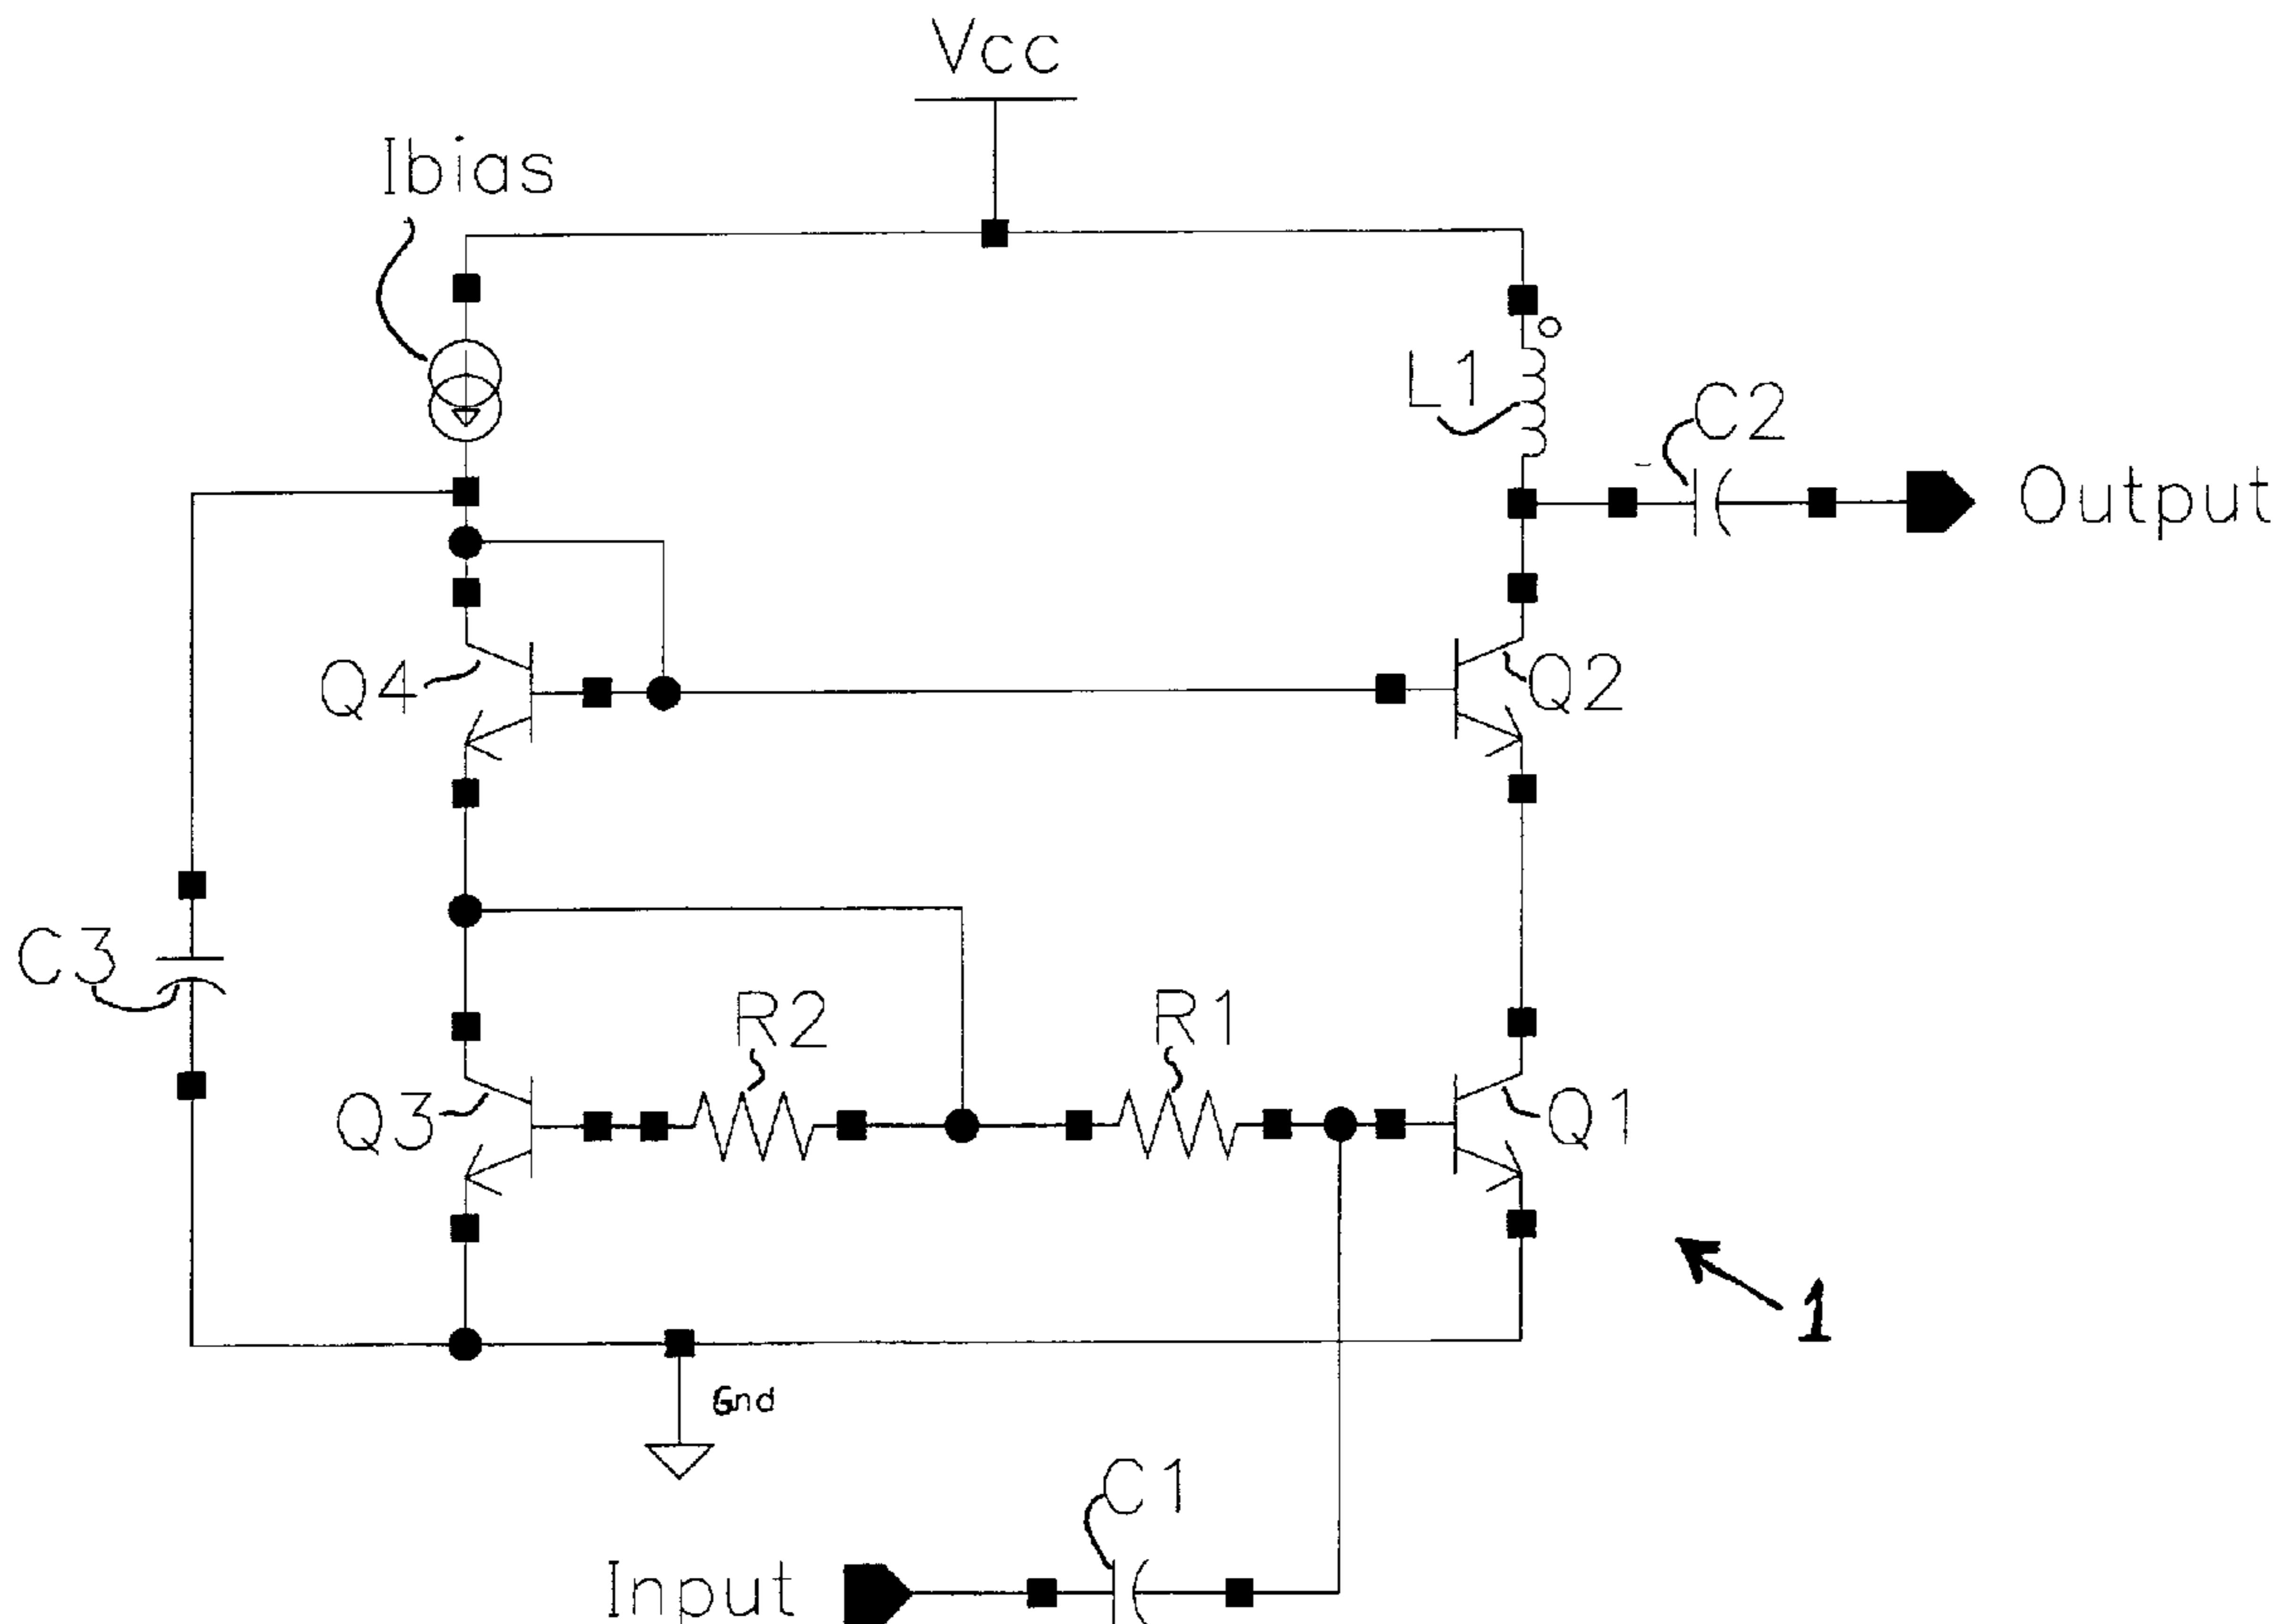 Vcc
Ibias
L1
C2
Output
Q4
Q2
C3
R2
R1
Q3
Q1
1
Gnd
C1
Input